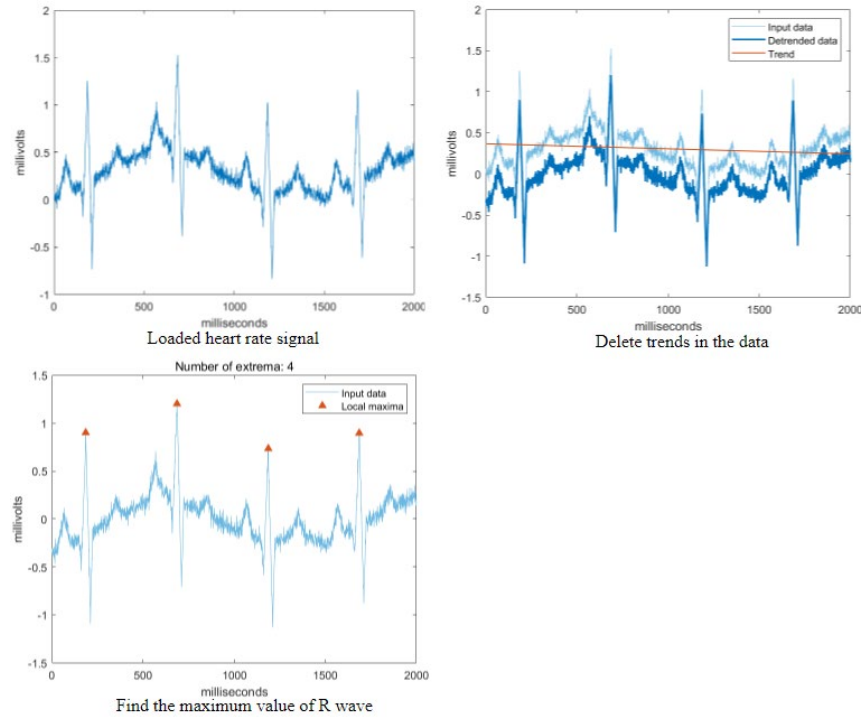 2
1.5
1
0.5
0
-0.5
-1
millivolts
0 500 1000 1500 2000
milliseconds
Loaded heart rate signal
2
1.5
1
0.5
0
-0.5
-1
-1.5
millivolts
Input data
Detrended data
Trend
0 500 1000 1500 2000
milliseconds
Delete trends in the data
Number of extrema: 4
1.5
1
0.5
0
-0.5
-1
-1.5
millivolts
Input data
Local maxima
0 500 1000 1500 2000
milliseconds
Find the maximum value of R wave